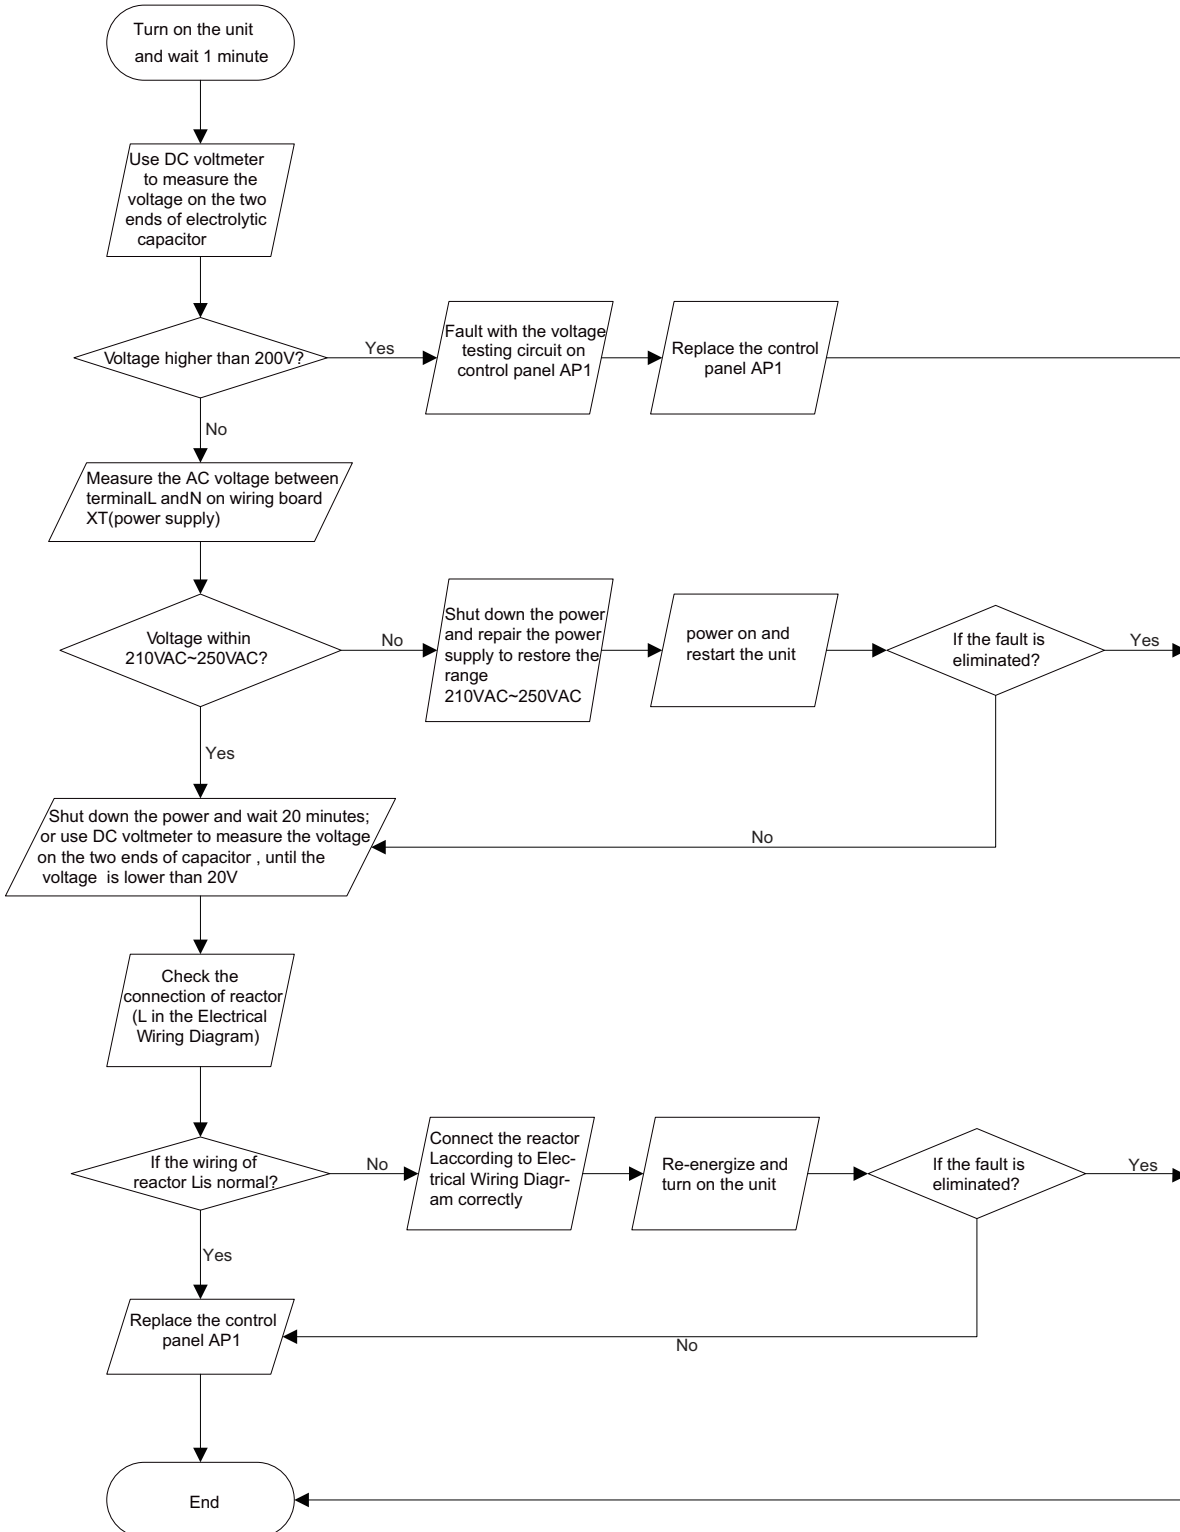 Turn on the unit
and wait 1 minute
Use DC voltmeter
to measure the
voltage on the two
ends of electrolytic
capacitor
Voltage higher than 200V?
Yes
Fault with the voltage
testing circuit on
control panel AP1
Replace the control
panel AP1
No
Measure the AC voltage between
terminalL andN on wiring board
XT(power supply)
Voltage within
210VAC~250VAC?
No
Shut down the power
and repair the power
supply to restore the
range
210VAC~250VAC
power on and
restart the unit
If the fault is
eliminated?
Yes
Yes
No
Shut down the power and wait 20 minutes;
or use DC voltmeter to measure the voltage
on the two ends of capacitor , until the
voltage is lower than 20V
Check the
connection of reactor
(L in the Electrical
Wiring Diagram)
If the wiring of
reactor Lis normal?
No
Connect the reactor
Laccording to Elec-
trical Wiring Diagr-
am correctly
Re-energize and
turn on the unit
If the fault is
eliminated?
Yes
Yes
Replace the control
panel AP1
No
End